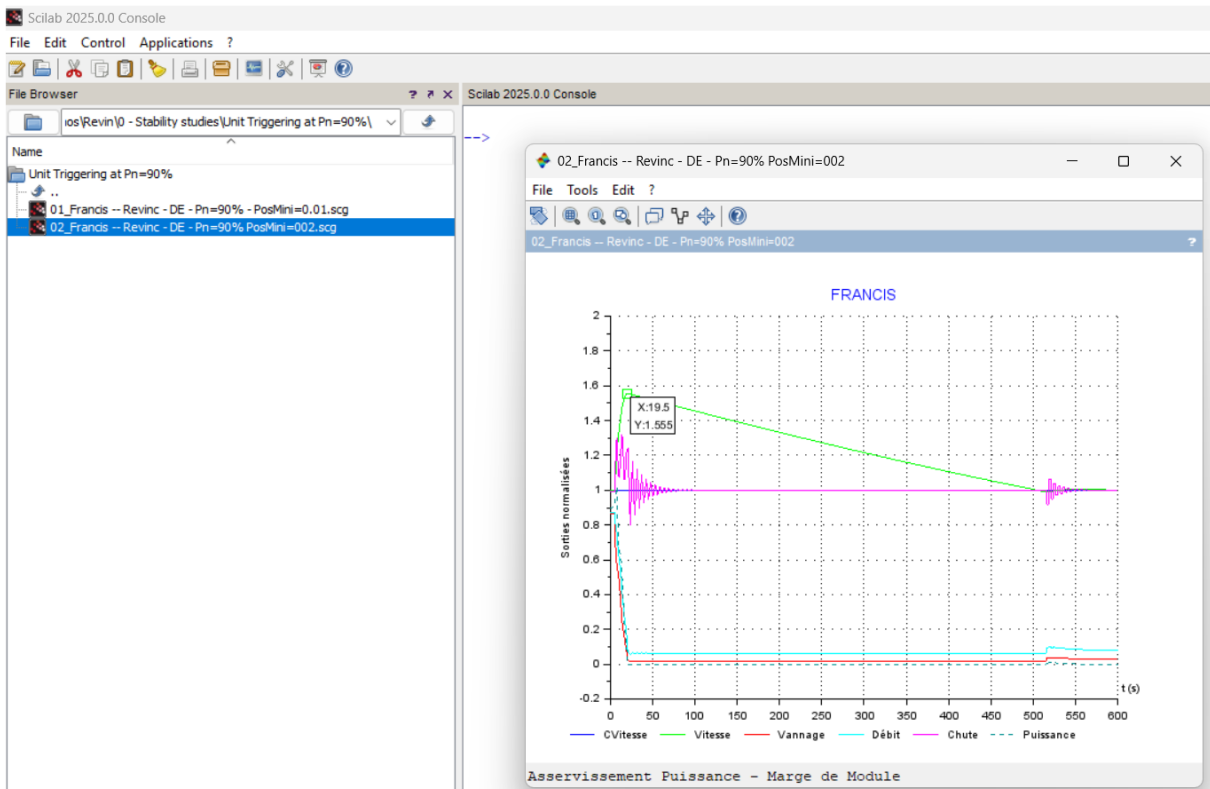 Scilab 2025.0.0 Console
File Edit Control Applications ?
File Browser
Scilab 2025.0.0 Console
ios\Revin\0 - Stability studies\Unit Triggering at Pn=90%\
-->
Name
Unit Triggering at Pn=90%
..
01_Francis -- Revinc - DE - Pn=90% - PosMini=0.01.scg
02_Francis -- Revinc - DE - Pn=90% PosMini=002.scg
02_Francis -- Revinc - DE - Pn=90% PosMini=002
File Tools Edit ?
02_Francis -- Revinc - DE - Pn=90% PosMini=002
FRANCIS
2
1.8
1.6
1.4
1.2
1
0.8
0.6
0.4
0.2
0
-0.2
Sorties normalisées
X:19.5
Y:1.555
t(s)
0 50 100 150 200 250 300 350 400 450 500 550 600
CVitesse Vitesse Vannage Débit Chute Puissance
Asservissement Puissance - Marge de Module